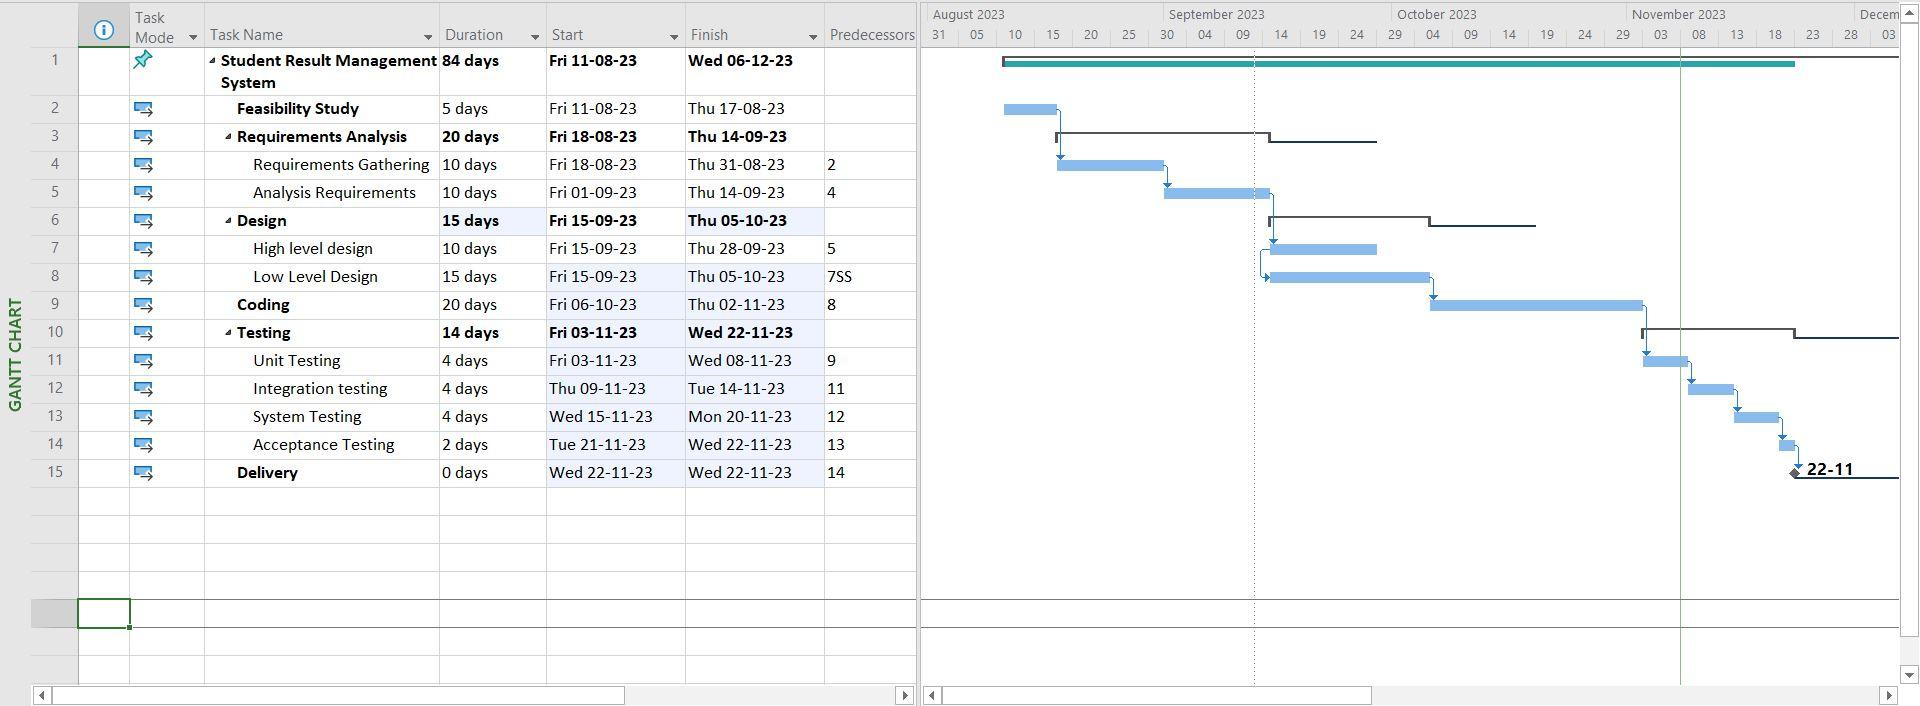 Task Mode Task Name Duration Start Finish Predecessors
August 2023 September 2023 October 2023 November 2023 Decem
31 05 10 15 20 25 30 04 09 14 19 24 29 04 09 14 19 24 29 03 08 13 18 23 28 03
1 Student Result Management System 84 days Fri 11-08-23 Wed 06-12-23
2 Feasibility Study 5 days Fri 11-08-23 Thu 17-08-23
3 Requirements Analysis 20 days Fri 18-08-23 Thu 14-09-23
4 Requirements Gathering 10 days Fri 18-08-23 Thu 31-08-23 2
5 Analysis Requirements 10 days Fri 01-09-23 Thu 14-09-23 4
6 Design 15 days Fri 15-09-23 Thu 05-10-23
7 High level design 10 days Fri 15-09-23 Thu 28-09-23 5
8 Low Level Design 15 days Fri 15-09-23 Thu 05-10-23 7SS
9 Coding 20 days Fri 06-10-23 Thu 02-11-23 8
10 Testing 14 days Fri 03-11-23 Wed 22-11-23
11 Unit Testing 4 days Fri 03-11-23 Wed 08-11-23 9
12 Integration testing 4 days Thu 09-11-23 Tue 14-11-23 11
13 System Testing 4 days Wed 15-11-23 Mon 20-11-23 12
14 Acceptance Testing 2 days Tue 21-11-23 Wed 22-11-23 13
15 Delivery 0 days Wed 22-11-23 Wed 22-11-23 14
22-11
GANTT CHART